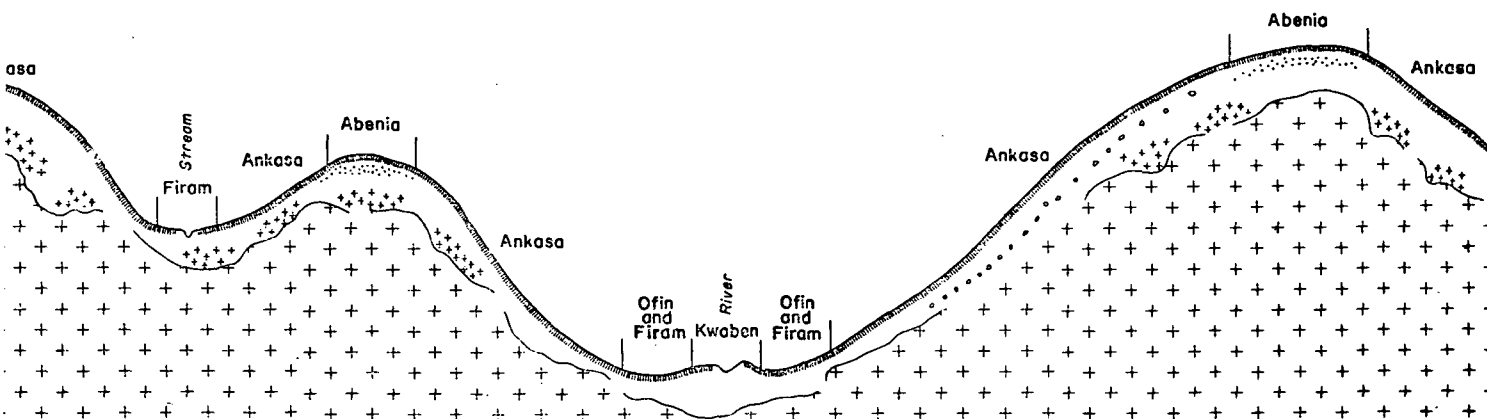 asa
Stream
Firam
Ankasa
Abenia
Ankasa
Ofin
and
Firam
River
Kwaben
Ofin
and
Firam
Ankasa
Abenia
Ankasa